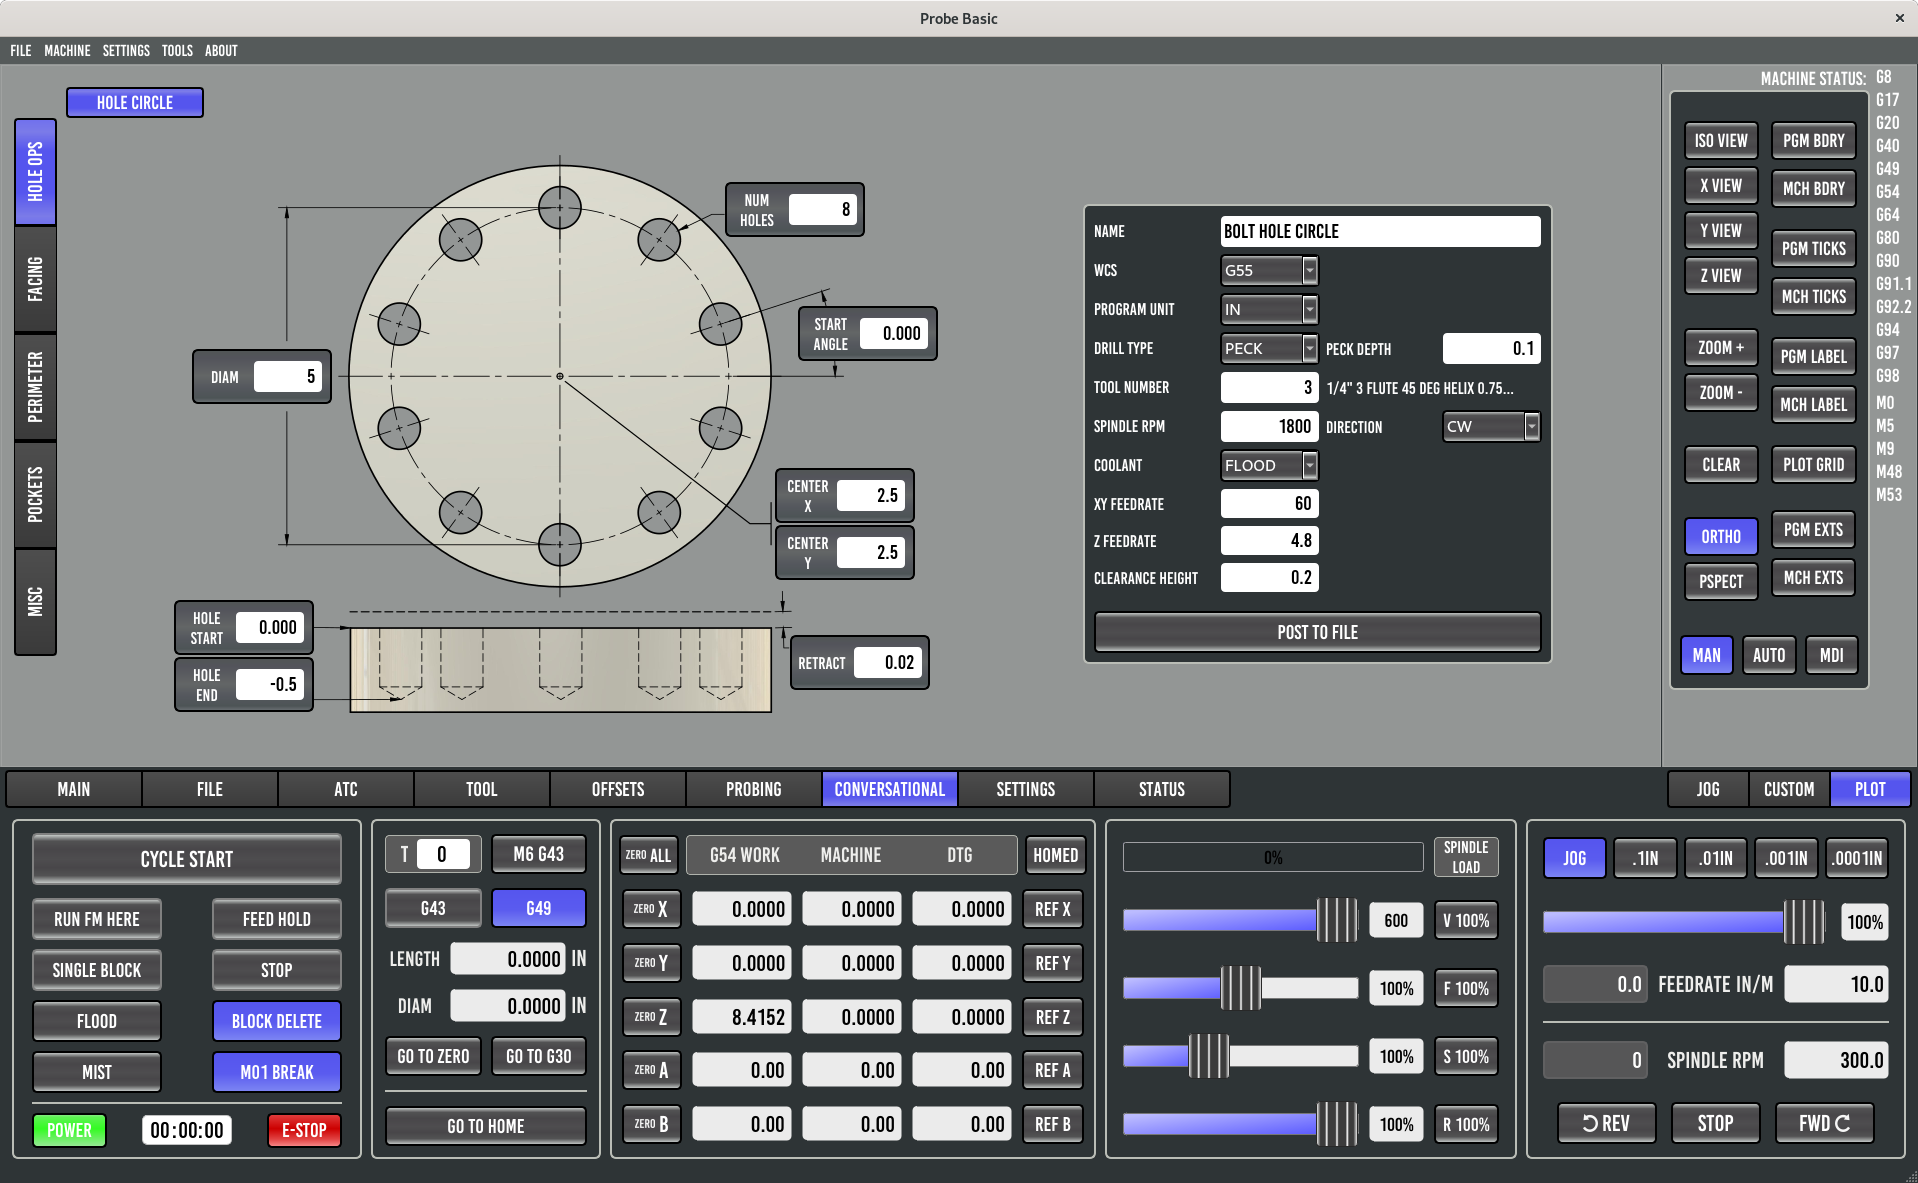 Probe Basic
FILE MACHINE SETTINGS TOOLS ABOUT
HOLE CIRCLE
HOLE OPS
FACING
PERIMETER
POCKETS
MISC
NUM HOLES 8
START ANGLE 0.000
DIAM 5
CENTER X 2.5
CENTER Y 2.5
HOLE START 0.000
HOLE END -0.5
RETRACT 0.02
NAME BOLT HOLE CIRCLE
WCS G55
PROGRAM UNIT IN
DRILL TYPE PECK PECK DEPTH 0.1
TOOL NUMBER 3 1/4" 3 FLUTE 45 DEG HELIX 0.75...
SPINDLE RPM 1800 DIRECTION CW
COOLANT FLOOD
XY FEEDRATE 60
Z FEEDRATE 4.8
CLEARANCE HEIGHT 0.2
POST TO FILE
MACHINE STATUS:
G8
G17
G20
G40
G49
G54
G64
G80
G90
G91.1
G92.2
G94
G97
G98
M0
M5
M9
M48
M53
ISO VIEW PGM BDRY
X VIEW MCH BDRY
Y VIEW
PGM TICKS
Z VIEW
MCH TICKS
ZOOM + PGM LABEL
ZOOM - MCH LABEL
CLEAR PLOT GRID
ORTHO PGM EXTS
PSPECT MCH EXTS
MAN AUTO MDI
MAIN FILE ATC TOOL OFFSETS PROBING CONVERSATIONAL SETTINGS STATUS
JOG CUSTOM PLOT
CYCLE START
RUN FM HERE FEED HOLD
SINGLE BLOCK STOP
FLOOD BLOCK DELETE
MIST M01 BREAK
POWER 00:00:00 E-STOP
T 0 M6 G43
G43 G49
LENGTH 0.0000 IN
DIAM 0.0000 IN
GO TO ZERO GO TO G30
GO TO HOME
ZERO ALL G54 WORK MACHINE DTG HOMED
ZERO X 0.0000 0.0000 0.0000 REF X
ZERO Y 0.0000 0.0000 0.0000 REF Y
ZERO Z 8.4152 0.0000 0.0000 REF Z
ZERO A 0.00 0.00 0.00 REF A
ZERO B 0.00 0.00 0.00 REF B
0% SPINDLE LOAD
600 V 100%
100% F 100%
100% S 100%
100% R 100%
JOG .1IN .01IN .001IN .0001IN
100%
0.0 FEEDRATE IN/M 10.0
0 SPINDLE RPM 300.0
REV STOP FWD